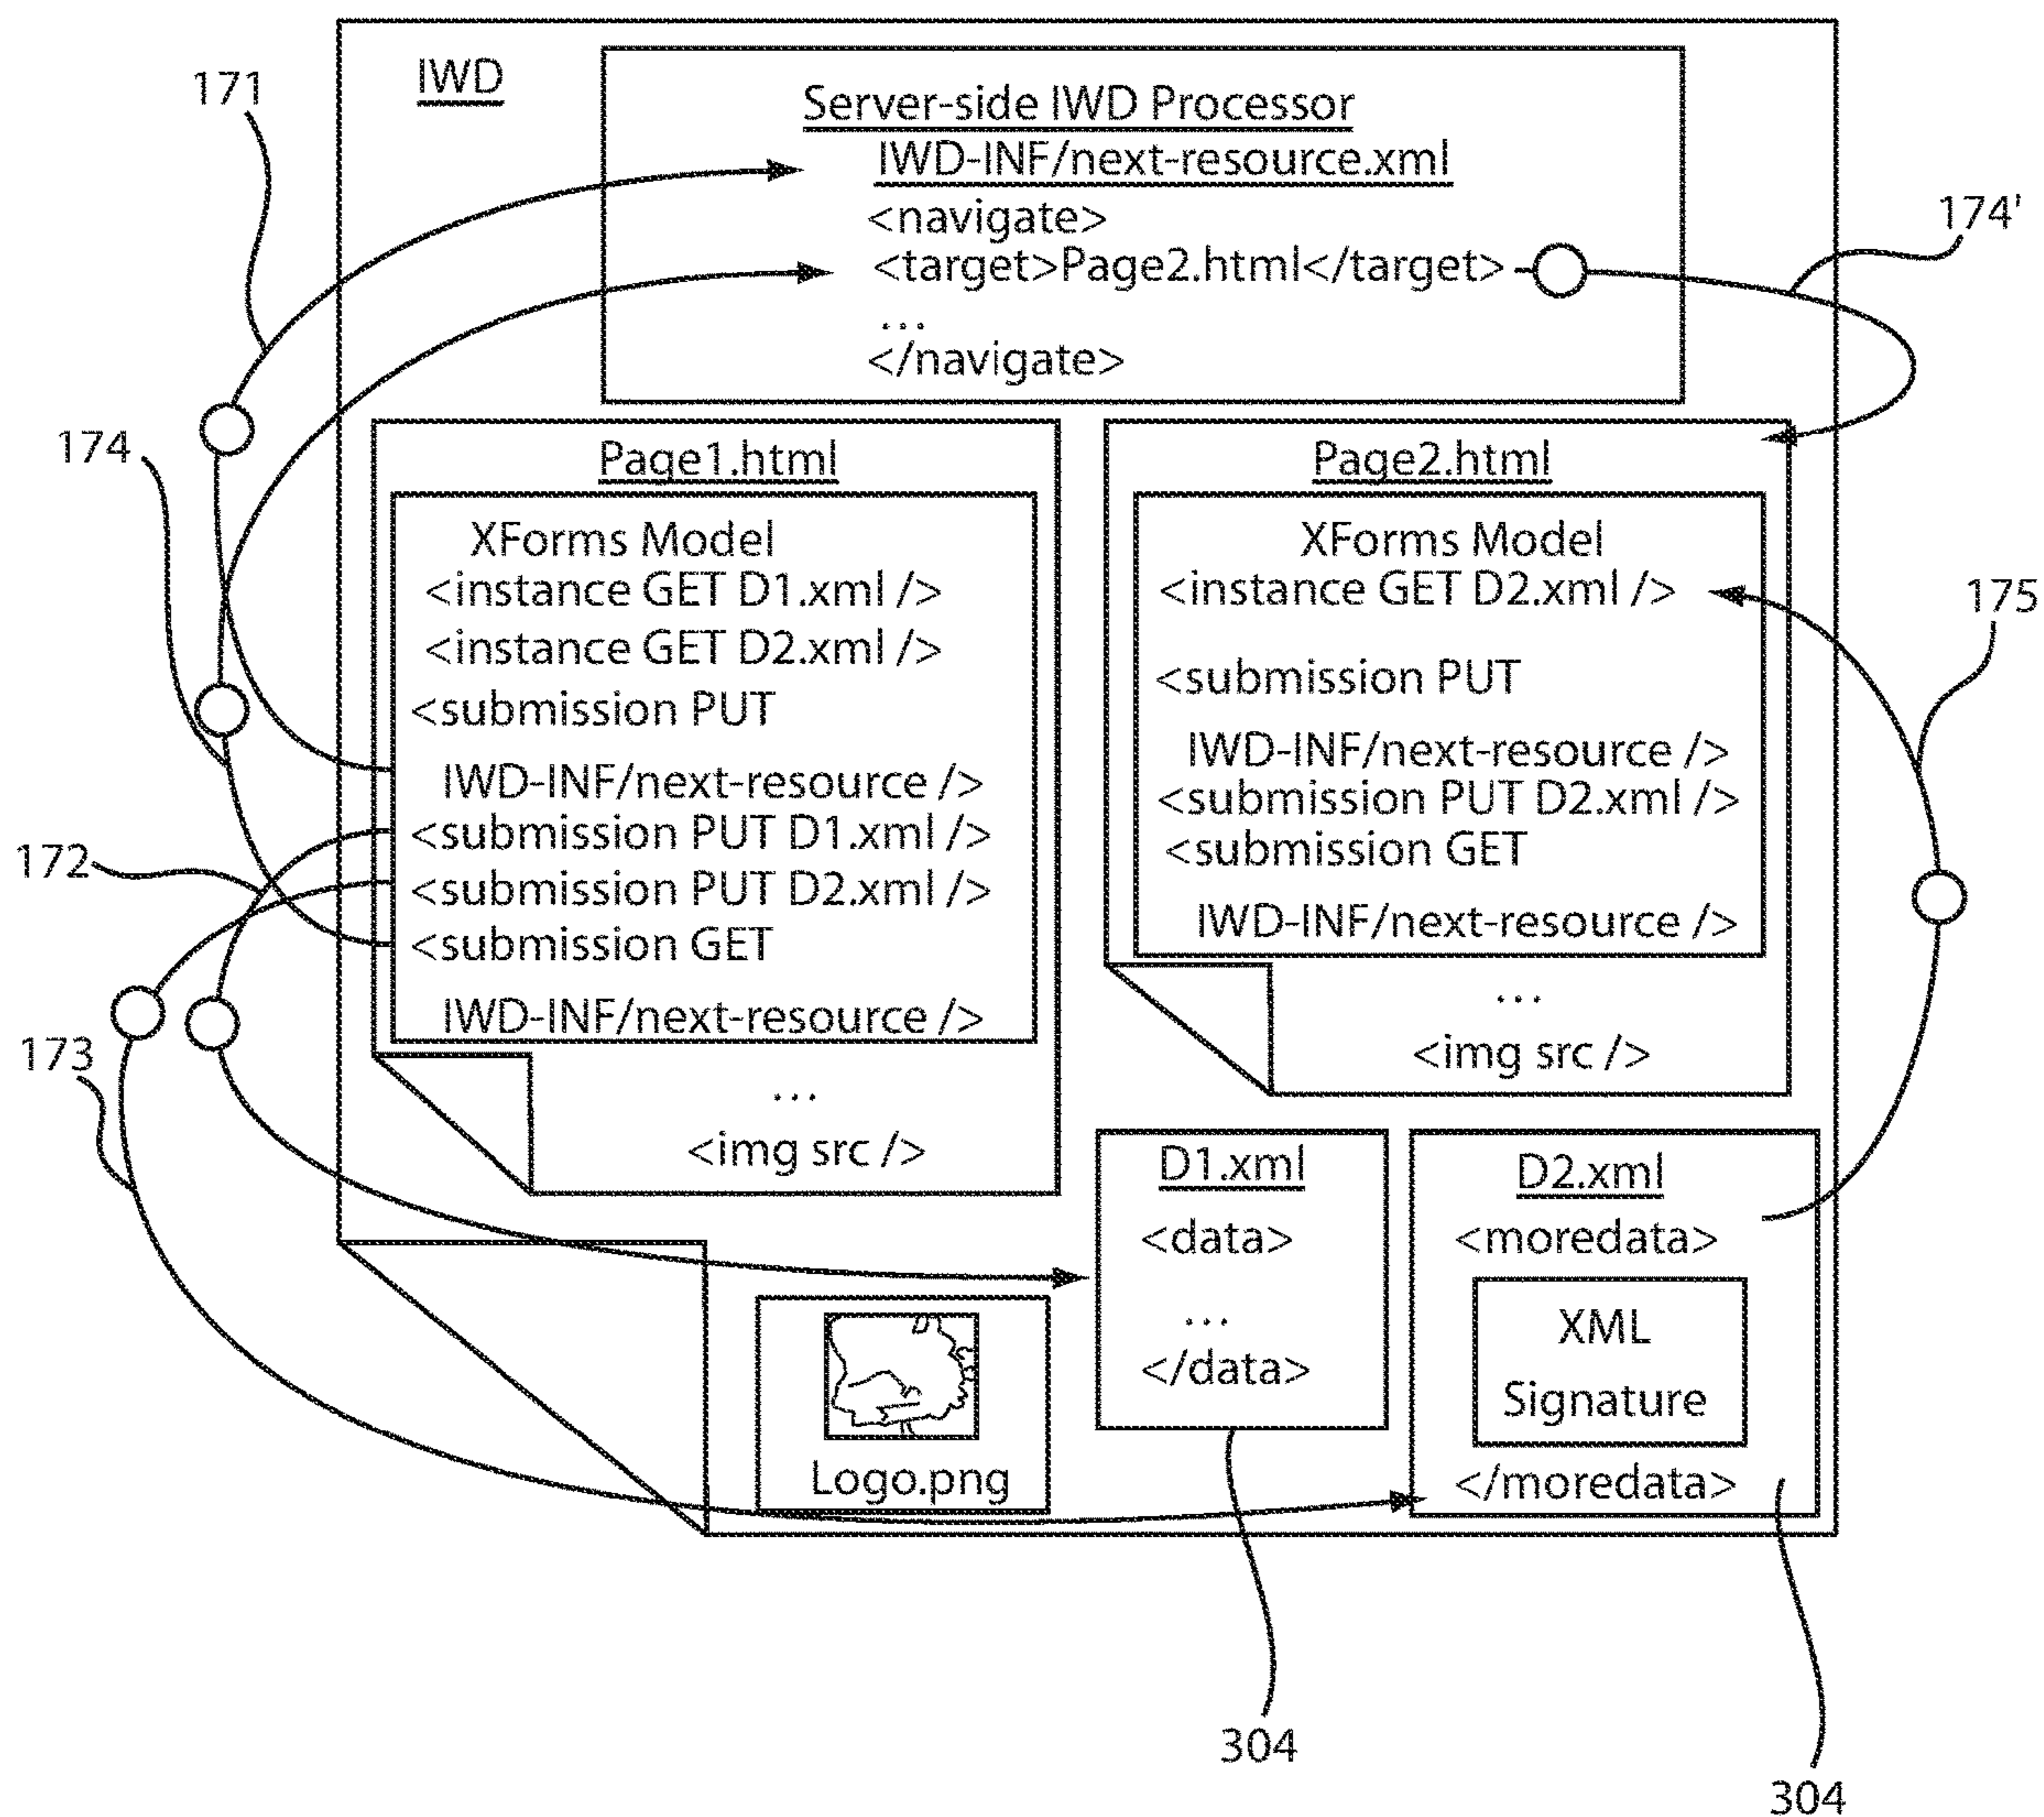 171
IWD
Server-side IWD Processor
IWD-INF/next-resource.xml
<navigate>
<target>Page2.html</target>
...
</navigate>
174'
174
Page1.html
XForms Model
<instance GET D1.xml />
<instance GET D2.xml />
<submission PUT
IWD-INF/next-resource />
<submission PUT D1.xml />
<submission PUT D2.xml />
<submission GET
IWD-INF/next-resource />
...
<img src />
Page2.html
XForms Model
<instance GET D2.xml />
<submission PUT
IWD-INF/next-resource />
<submission PUT D2.xml />
<submission GET
IWD-INF/next-resource />
...
<img src />
175
172
173
D1.xml
<data>
...
</data>
D2.xml
<moredata>
XML
Signature
</moredata>
Logo.png
304
304